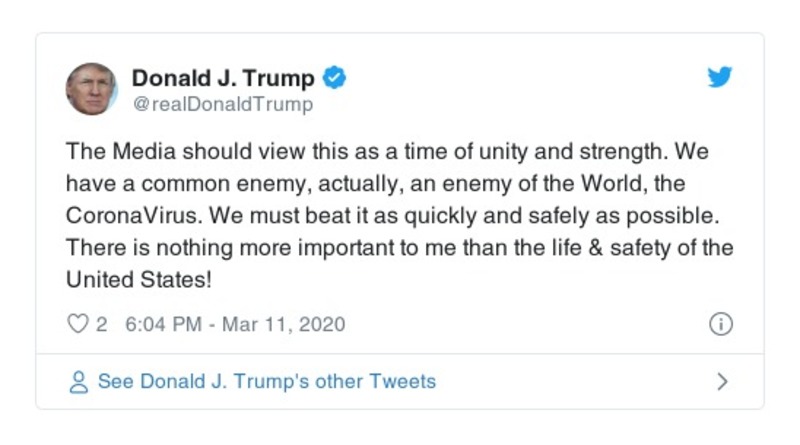 Donald J. Trump
@realDonaldTrump
The Media should view this as a time of unity and strength. We
have a common enemy, actually, an enemy of the World, the
CoronaVirus. We must beat it as quickly and safely as possible.
There is nothing more important to me than the life & safety of the
United States!
2 6:04 PM - Mar 11, 2020
See Donald J. Trump's other Tweets